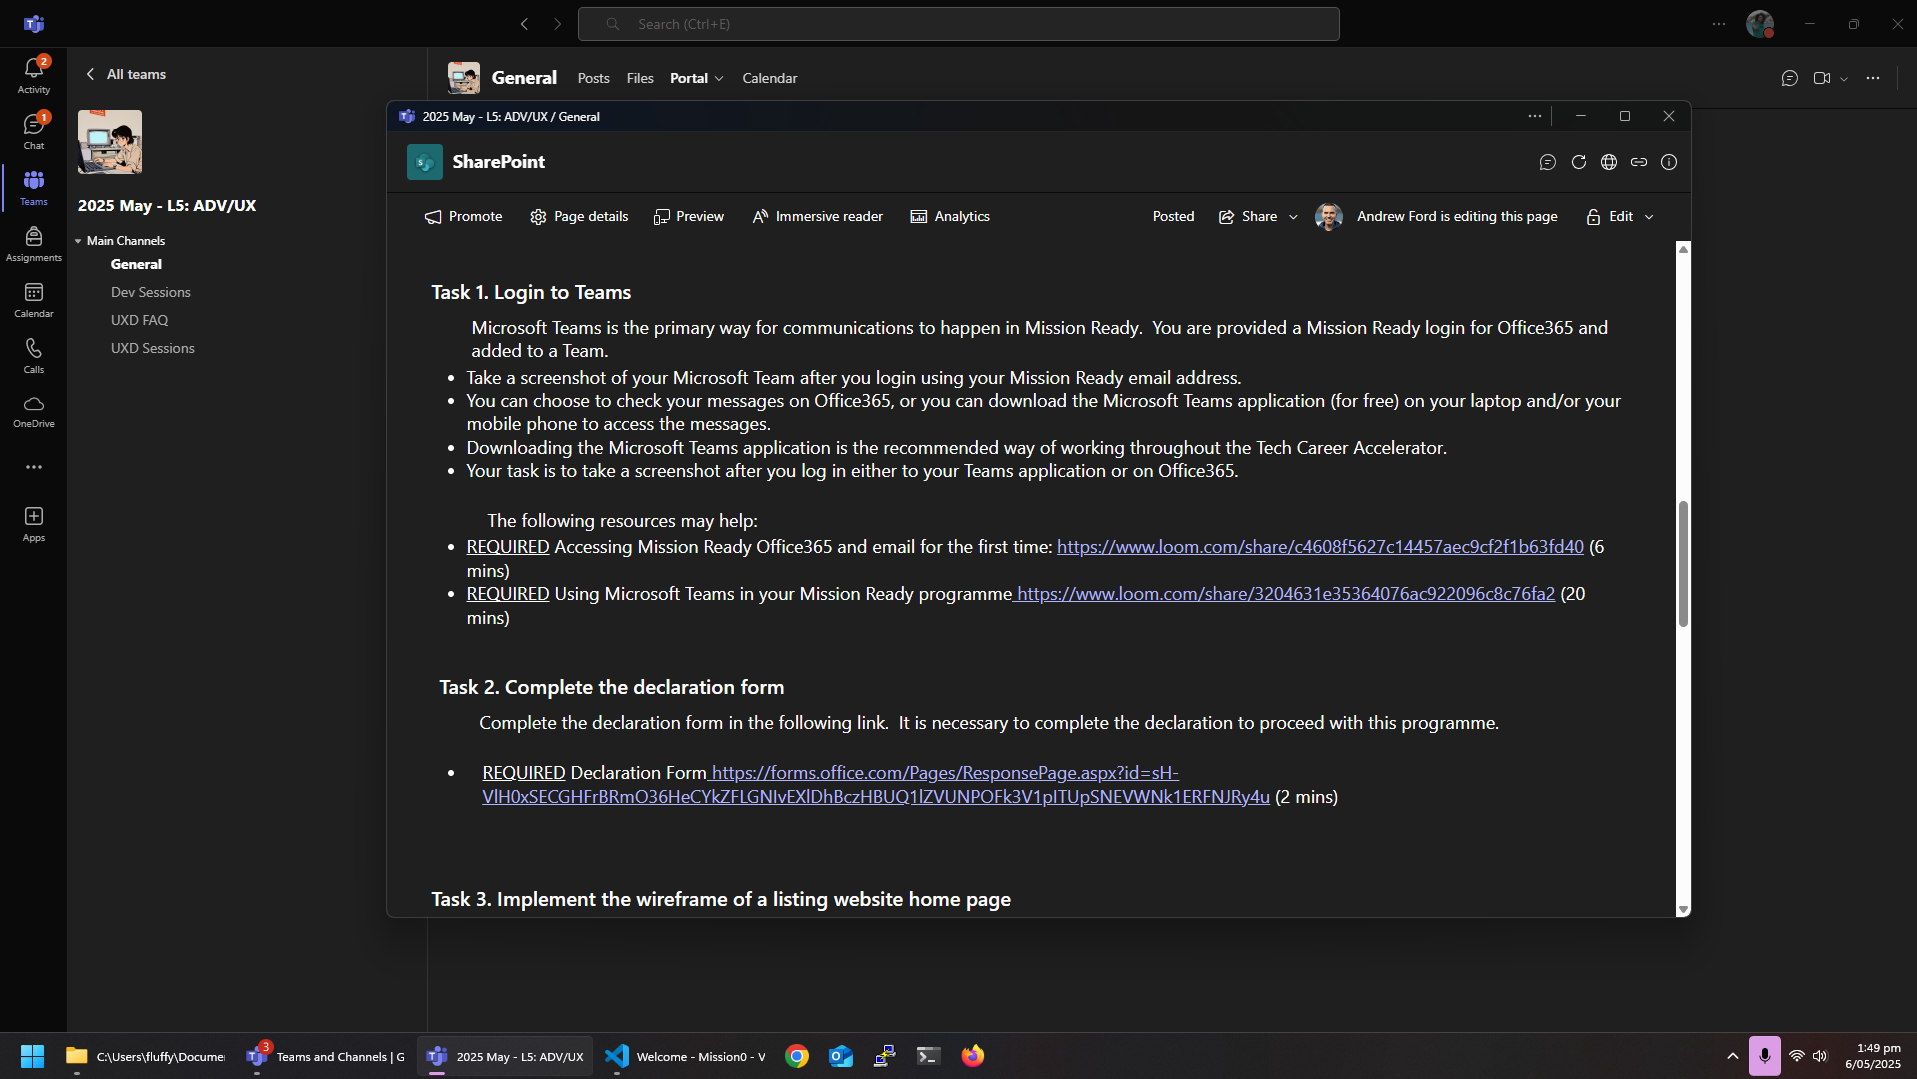 Search (Ctrl+E)
2
Activity
1
Chat
Teams
Assignments
Calendar
Calls
OneDrive
Apps
All teams
2025 May - L5: ADV/UX
Main Channels
General
Dev Sessions
UXD FAQ
UXD Sessions
General Posts Files Portal Calendar
2025 May - L5: ADV/UX / General
SharePoint
Promote Page details Preview Immersive reader Analytics Posted Share Andrew Ford is editing this page Edit
Task 1. Login to Teams
Microsoft Teams is the primary way for communications to happen in Mission Ready.  You are provided a Mission Ready login for Office365 and
added to a Team.
• Take a screenshot of your Microsoft Team after you login using your Mission Ready email address.
• You can choose to check your messages on Office365, or you can download the Microsoft Teams application (for free) on your laptop and/or your
mobile phone to access the messages.
• Downloading the Microsoft Teams application is the recommended way of working throughout the Tech Career Accelerator.
• Your task is to take a screenshot after you log in either to your Teams application or on Office365.
The following resources may help:
• REQUIRED Accessing Mission Ready Office365 and email for the first time: https://www.loom.com/share/c4608f5627c14457aec9cf2f1b63fd40 (6
mins)
• REQUIRED Using Microsoft Teams in your Mission Ready programme https://www.loom.com/share/3204631e35364076ac922096c8c76fa2 (20
mins)
Task 2. Complete the declaration form
Complete the declaration form in the following link.  It is necessary to complete the declaration to proceed with this programme.
• REQUIRED Declaration Form https://forms.office.com/Pages/ResponsePage.aspx?id=sH-
VlH0xSECGHFrBRmO36HeCYkZFLGNIvEXlDhBczHBUQ1lZVUNPOFk3V1pITUpSNEVWNk1ERFNJRy4u (2 mins)
Task 3. Implement the wireframe of a listing website home page
C:\Users\fluffy\Docume
3
Teams and Channels | G
2025 May - L5: ADV/UX
Welcome - Mission0 - V
1:49 pm
6/05/2025